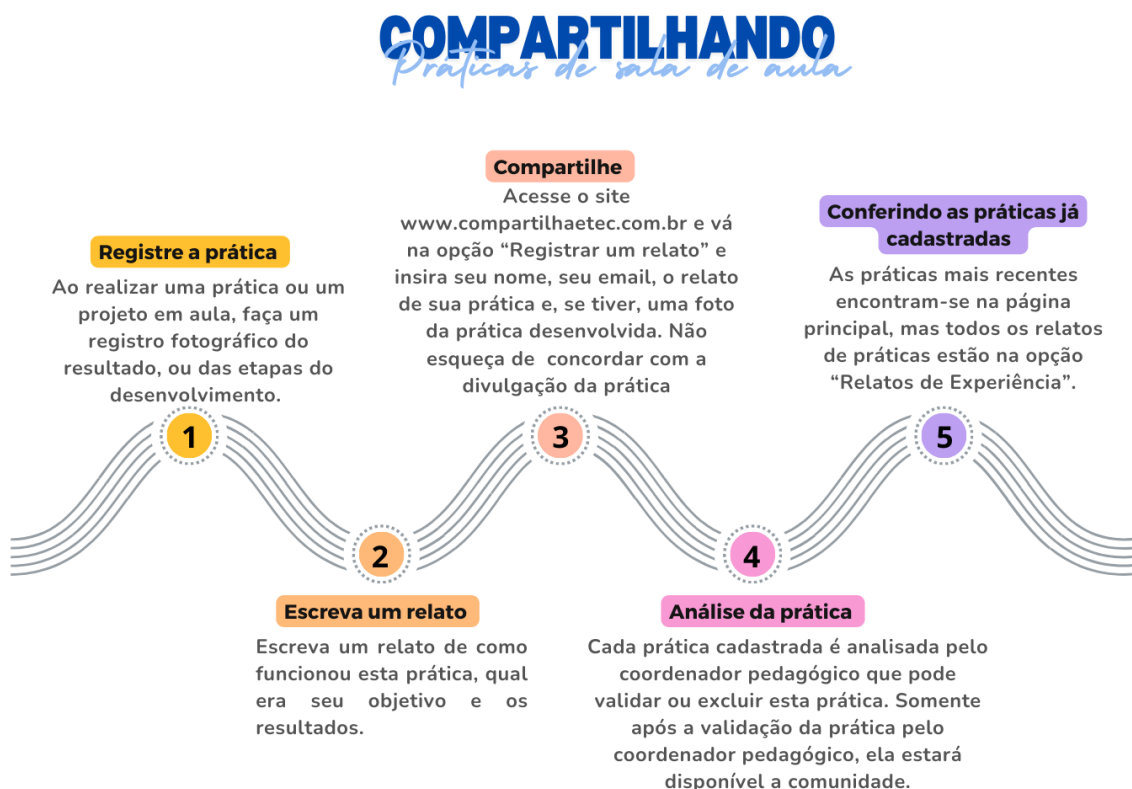 COMPARTILHANDO
Práticas de sala de aula
Registre a prática
Ao realizar uma prática ou um
projeto em aula, faça um
registro fotográfico do
resultado, ou das etapas do
desenvolvimento.
1
2
Escreva um relato
Escreva um relato de como
funcionou esta prática, qual
era seu objetivo e os
resultados.
Compartilhe
Acesse o site
www.compartilhaetec.com.br e vá
na opção “Registrar um relato” e
insira seu nome, seu email, o relato
de sua prática e, se tiver, uma foto
da prática desenvolvida. Não
esqueça de concordar com a
divulgação da prática
3
4
Análise da prática
Cada prática cadastrada é analisada pelo
coordenador pedagógico que pode
validar ou excluir esta prática. Somente
após a validação da prática pelo
coordenador pedagógico, ela estará
disponível a comunidade.
Conferindo as práticas já
cadastradas
As práticas mais recentes
encontram-se na página
principal, mas todos os relatos
de práticas estão na opção
“Relatos de Experiência”.
5